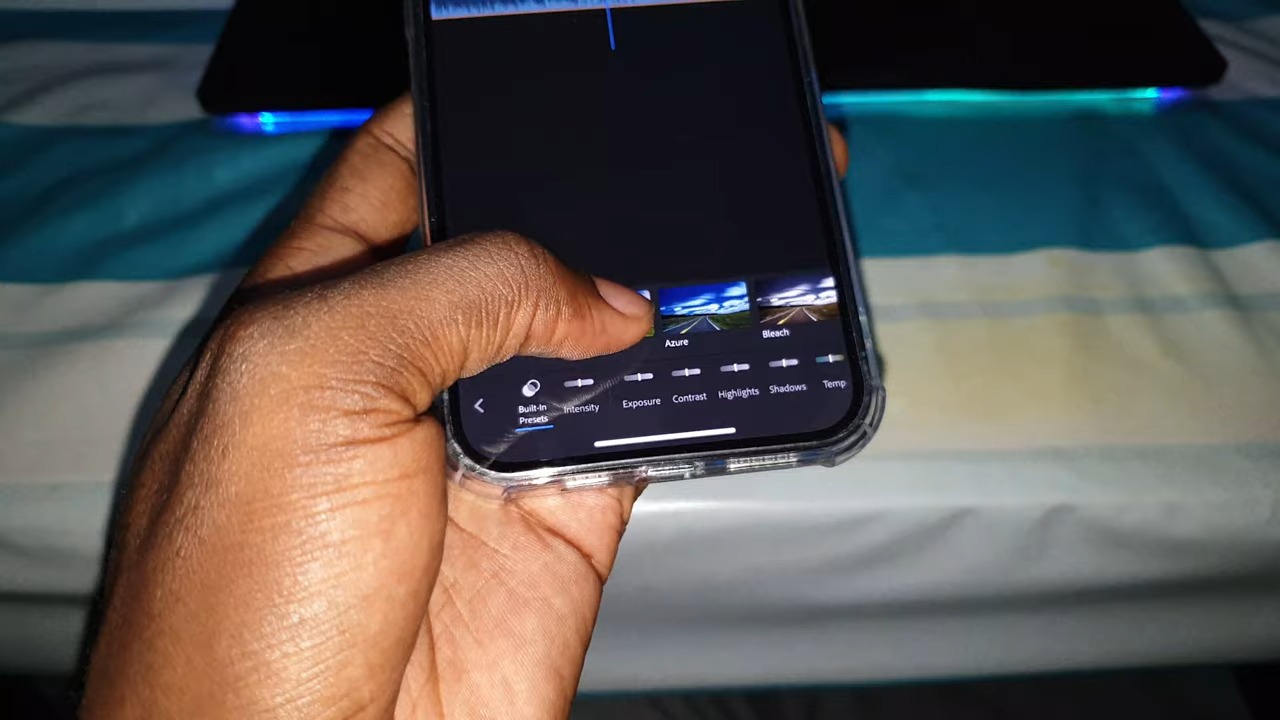 Azure
Bleach
Built-In
Presets
Intensity
Exposure
Contrast
Highlights
Shadows
Temp